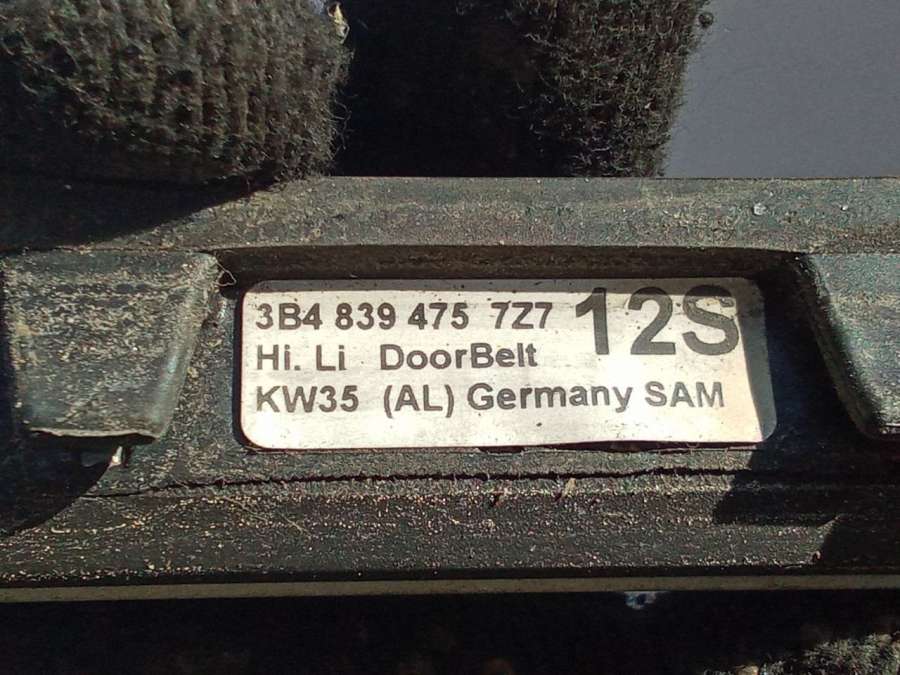 3B4 839 475 7Z7 12S
Hi. Li DoorBelt
KW35 (AL) Germany SAM